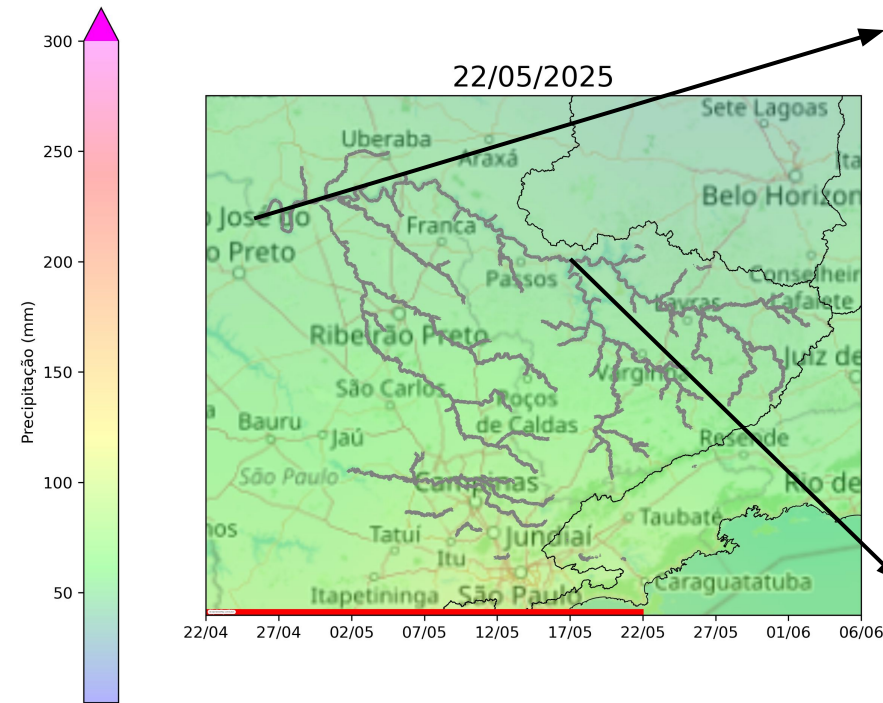 22/05/2025
300
250
200
150
100
50
Precipitação (mm)
Sete Lagoas
Uberaba
Araxá
Ita
Belo Horizon
o José do
o Preto
Franca
Passos
Conselheir
Lafaiete
Lavras
Ribeirão Preto
Juiz de
Varginha
São Carlos
Poços
de Caldas
Bauru
Jaú
Resende
São Paulo
Campinas
Rio de
nos
Tatuí
Jundiaí
Taubaté
Itu
Itapetininga
São Paulo
Caraguatatuba
22/04 27/04 02/05 07/05 12/05 17/05 22/05 27/05 01/06 06/06